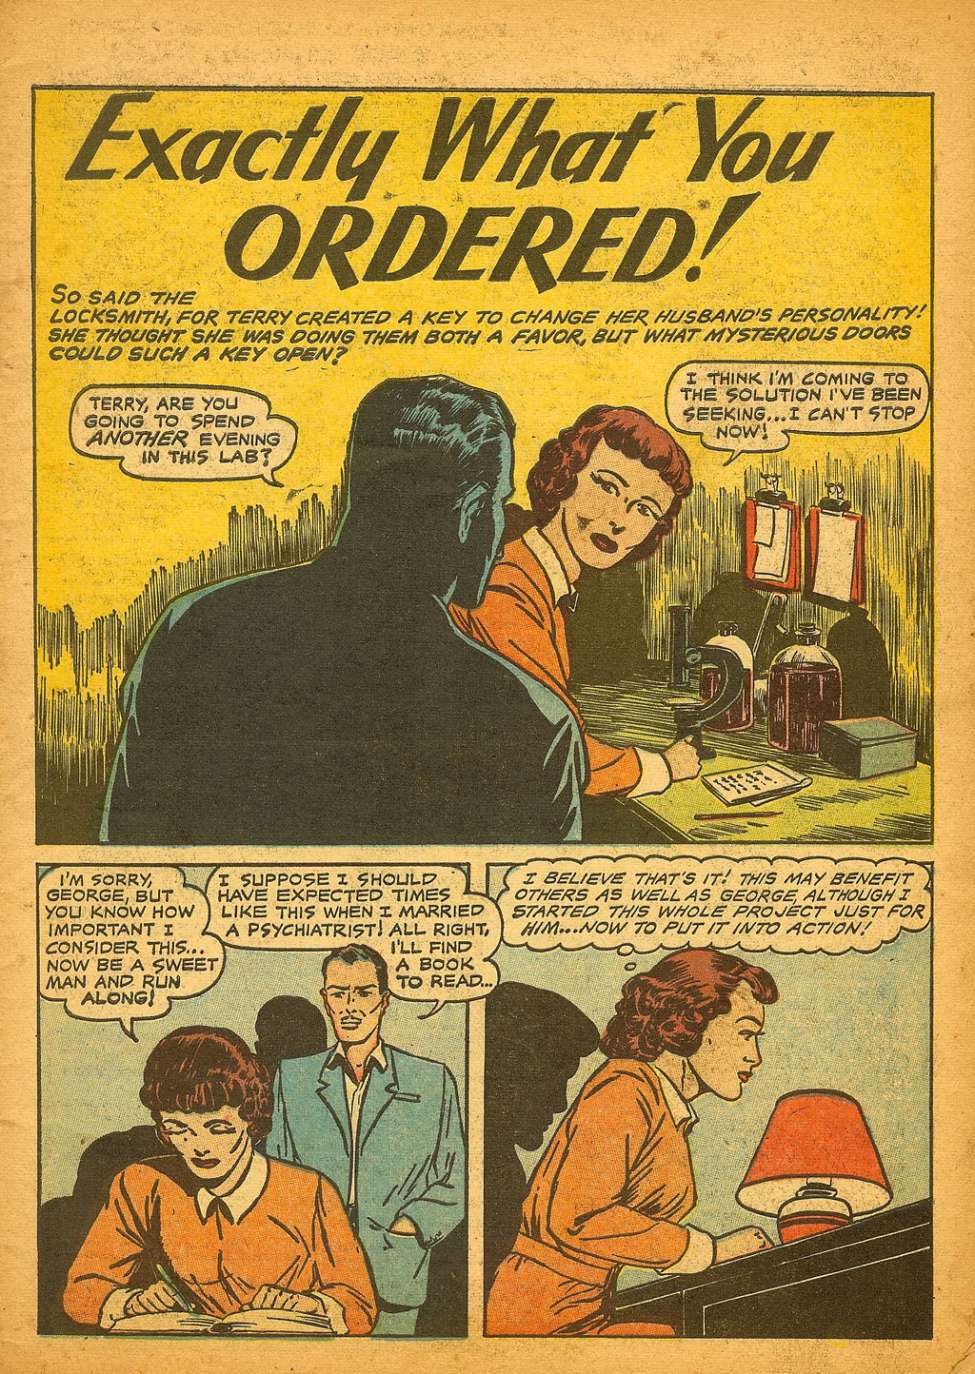 Exactly What You
ORDERED!
SO SAID THE
LOCKSMITH, FOR TERRY CREATED A KEY TO CHANGE HER HUSBAND'S PERSONALITY!
SHE THOUGHT SHE WAS DOING THEM BOTH A FAVOR, BUT WHAT MYSTERIOUS DOORS
COULD SUCH A KEY OPEN?
TERRY, ARE YOU
GOING TO SPEND
ANOTHER EVENING
IN THIS LAB?
I THINK I'M COMING TO
THE SOLUTION I'VE BEEN
SEEKING...I CAN'T STOP
NOW!
I'M SORRY,
GEORGE, BUT
YOU KNOW HOW
IMPORTANT I
CONSIDER THIS...
NOW BE A SWEET
MAN AND RUN
ALONG!
I SUPPOSE I SHOULD
HAVE EXPECTED TIMES
LIKE THIS WHEN I MARRIED
A PSYCHIATRIST! ALL RIGHT,
I'LL FIND
A BOOK
TO READ...
I BELIEVE THAT'S IT! THIS MAY BENEFIT
OTHERS AS WELL AS GEORGE, ALTHOUGH I
STARTED THIS WHOLE PROJECT JUST FOR
HIM...NOW TO PUT IT INTO ACTION!